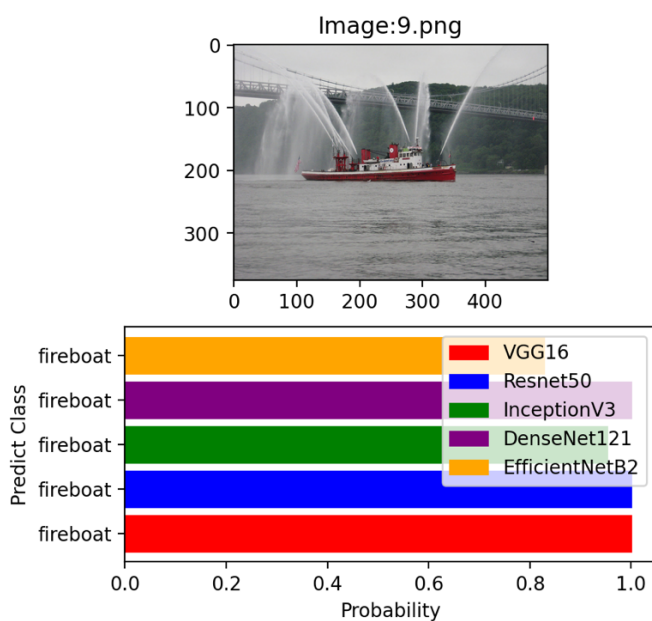 Image:9.png
0
100
200
300
0 100 200 300 400
Predict Class
fireboat
fireboat
fireboat
fireboat
fireboat
VGG16
Resnet50
InceptionV3
DenseNet121
EfficientNetB2
0.0 0.2 0.4 0.6 0.8 1.0
Probability